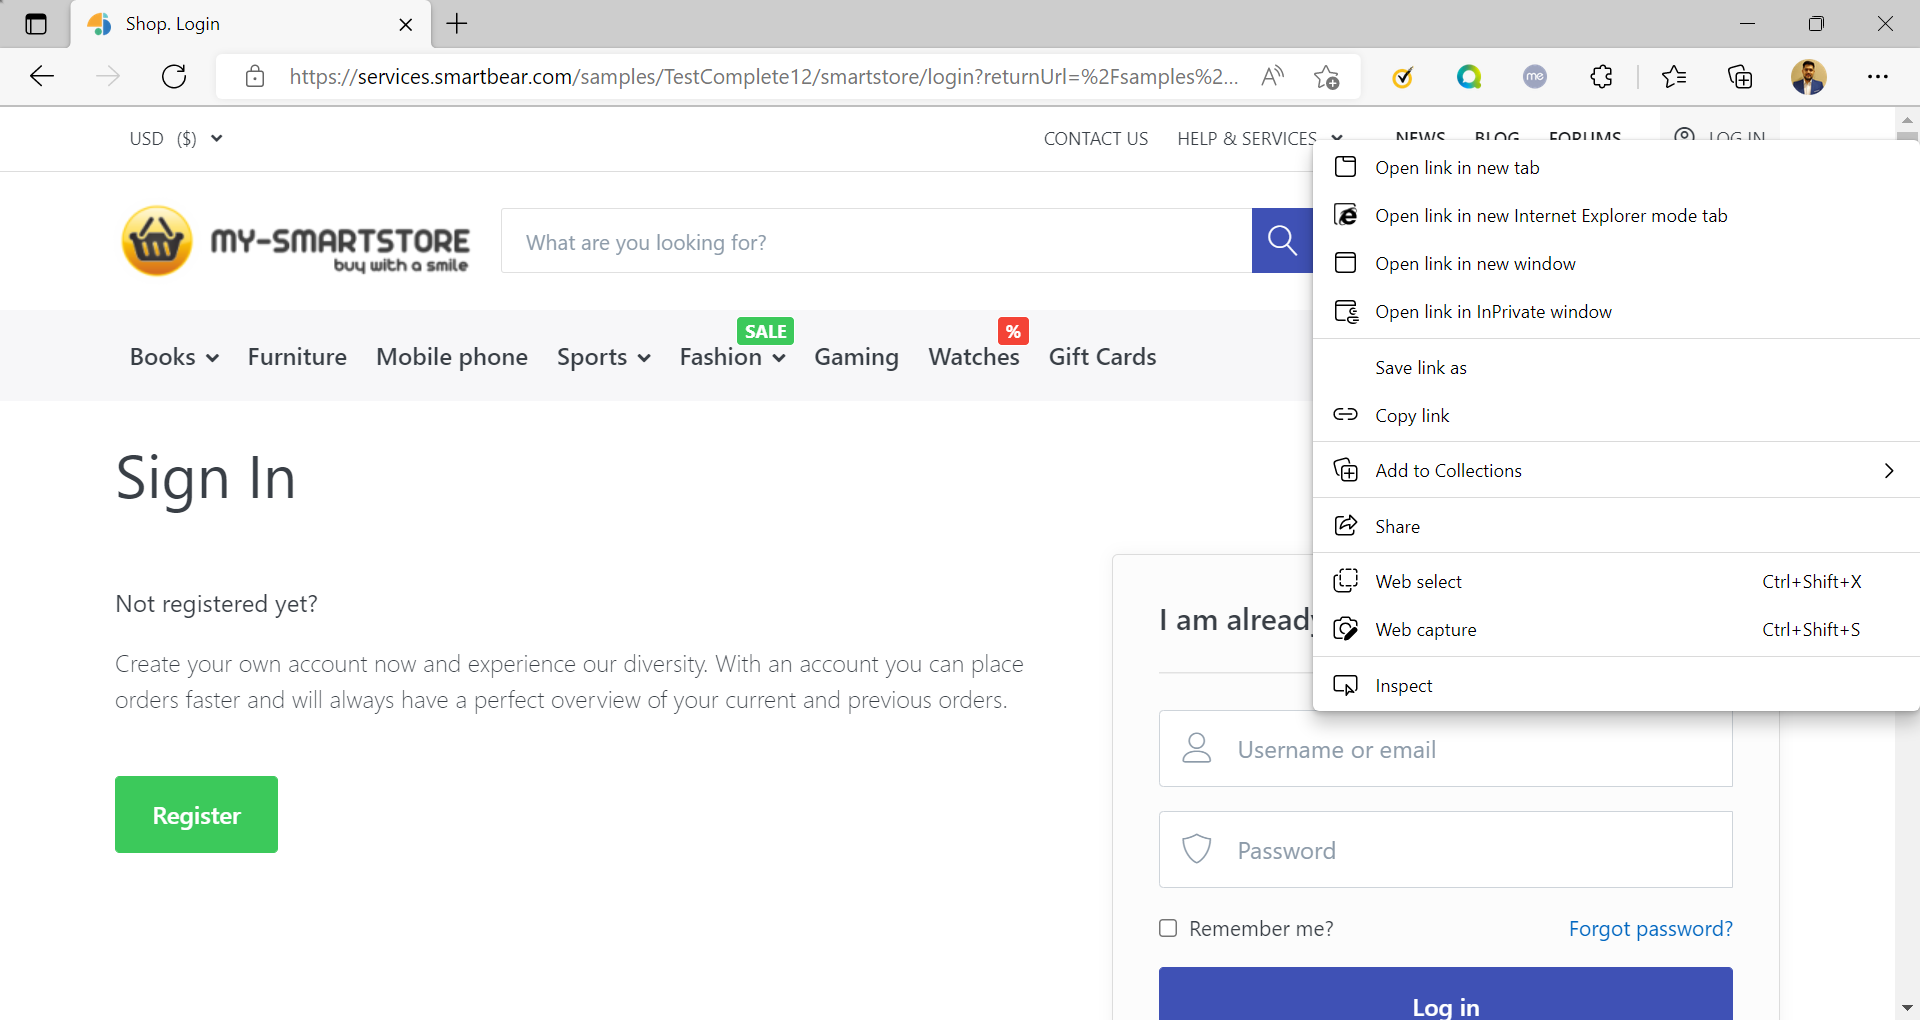 Shop. Login
https://services.smartbear.com/samples/TestComplete12/smartstore/login?returnUrl=%2Fsamples%2...
me
USD ($)
CONTACT US
HELP & SERVICES
NEWS
BLOG
FORUMS
LOG IN
MY-SMARTSTORE
buy with a smile
What are you looking for?
SALE
%
Books
Furniture
Mobile phone
Sports
Fashion
Gaming
Watches
Gift Cards
Open link in new tab
Open link in new Internet Explorer mode tab
Open link in new window
Open link in InPrivate window
Save link as
Copy link
Add to Collections
Share
Web select Ctrl+Shift+X
Web capture Ctrl+Shift+S
Inspect
Sign In
Not registered yet?
Create your own account now and experience our diversity. With an account you can place
orders faster and will always have a perfect overview of your current and previous orders.
Register
I am already
Username or email
Password
Remember me?
Forgot password?
Log in